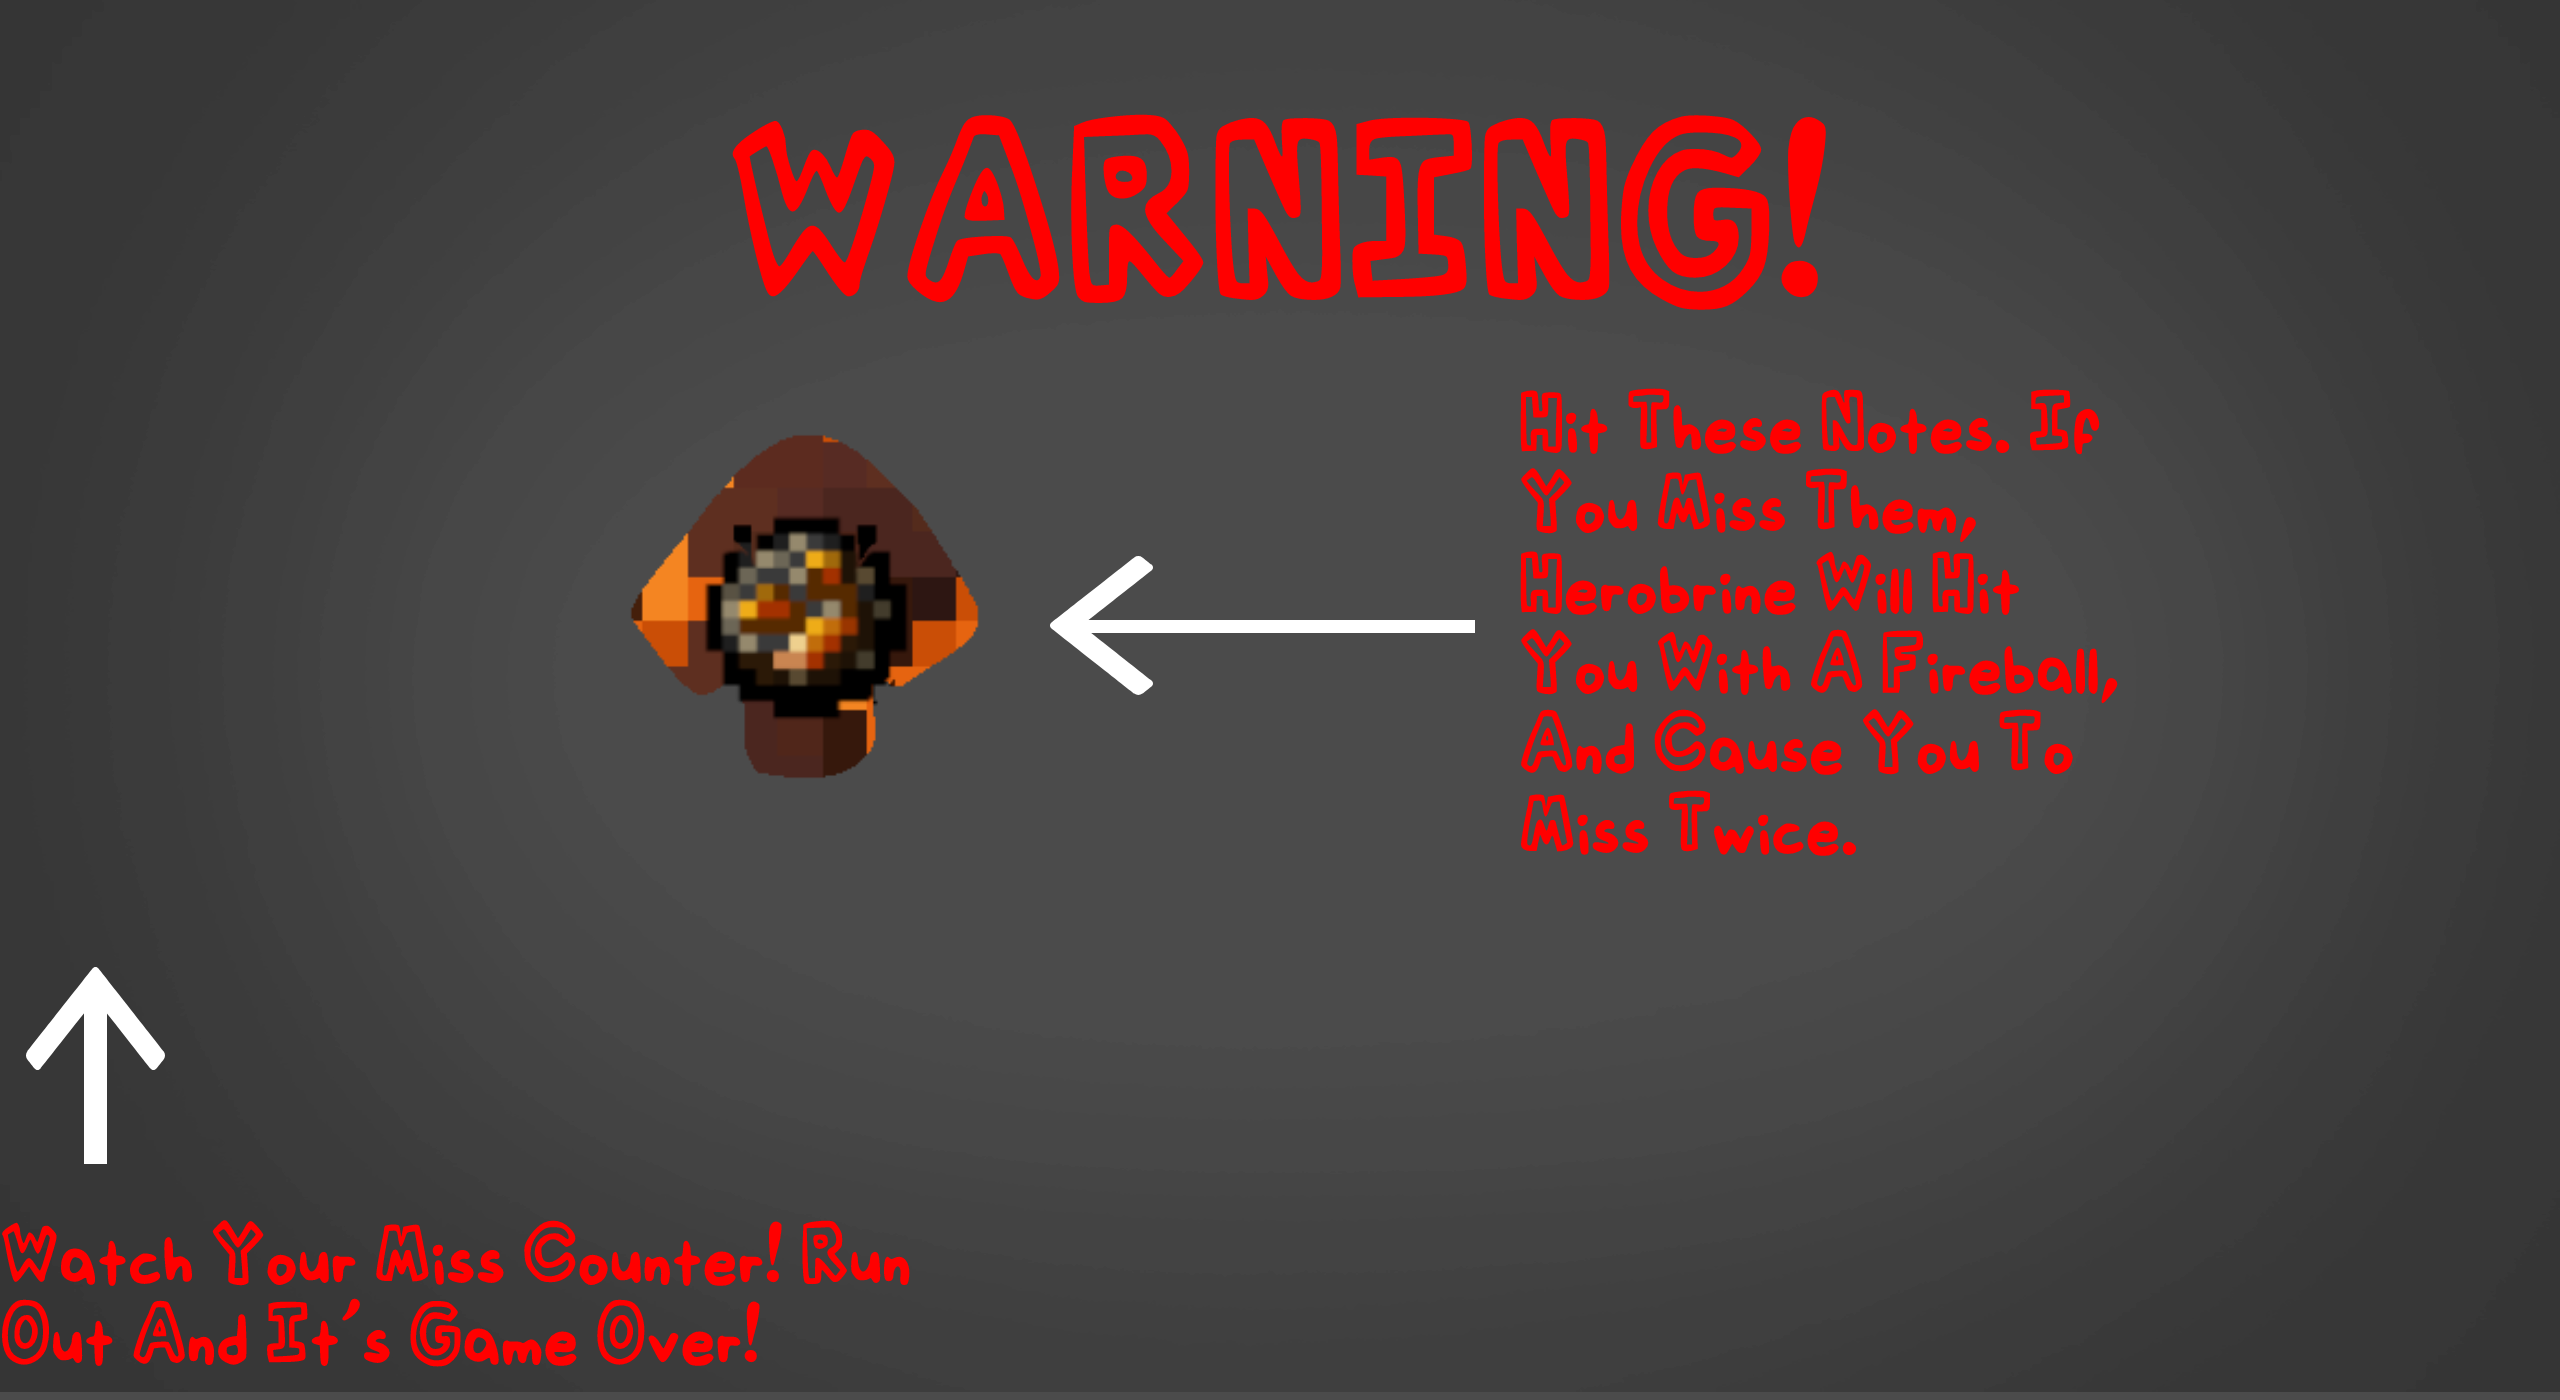 WARNING!
Hit These Notes. If
You Miss Them,
Herobrine Will Hit
You With A Fireball,
And Cause You To
Miss Twice.
Watch Your Miss Counter! Run
Out And It's Game Over!